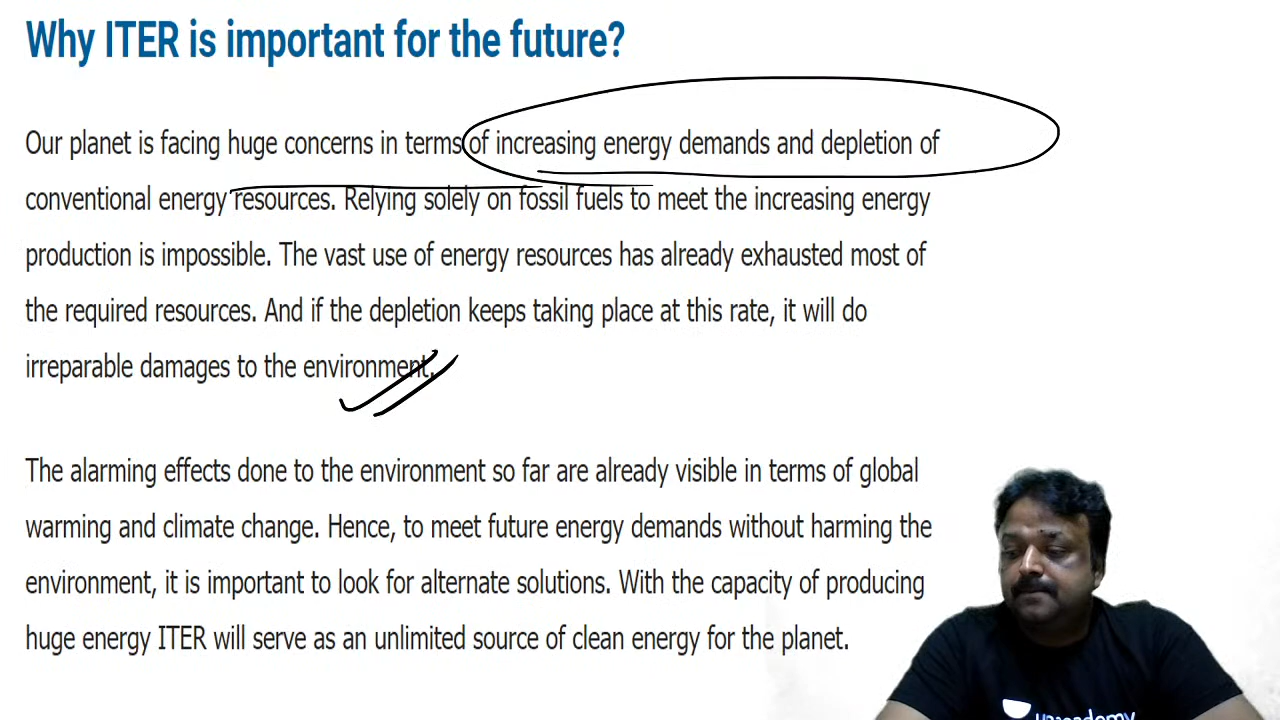 Why ITER is important for the future?
Our planet is facing huge concerns in terms of increasing energy demands and depletion of
conventional energy resources. Relying solely on fossil fuels to meet the increasing energy
production is impossible. The vast use of energy resources has already exhausted most of
the required resources. And if the depletion keeps taking place at this rate, it will do
irreparable damages to the environment.
The alarming effects done to the environment so far are already visible in terms of global
warming and climate change. Hence, to meet future energy demands without harming the
environment, it is important to look for alternate solutions. With the capacity of producing
huge energy ITER will serve as an unlimited source of clean energy for the planet.